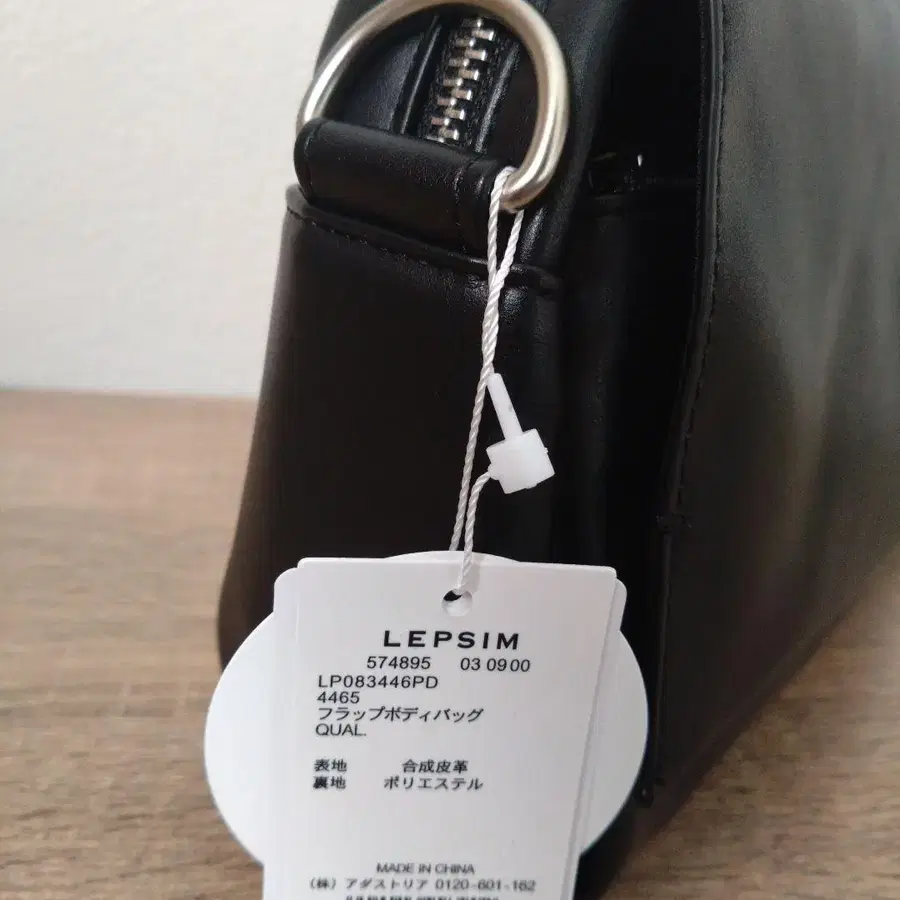 LEPSIM
574895 03 0900
LP083446PD
4465
フラップボディバッグ
QUAL.
表地 合成皮革
裏地 ポリエステル
MADE IN CHINA
(株) アダストリア 0120-601-162